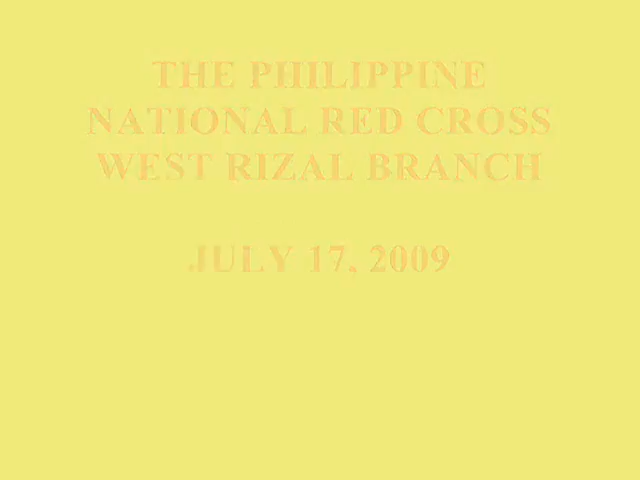 THE PHILIPPINE
NATIONAL RED CROSS
WEST RIZAL BRANCH
JULY 17, 2009